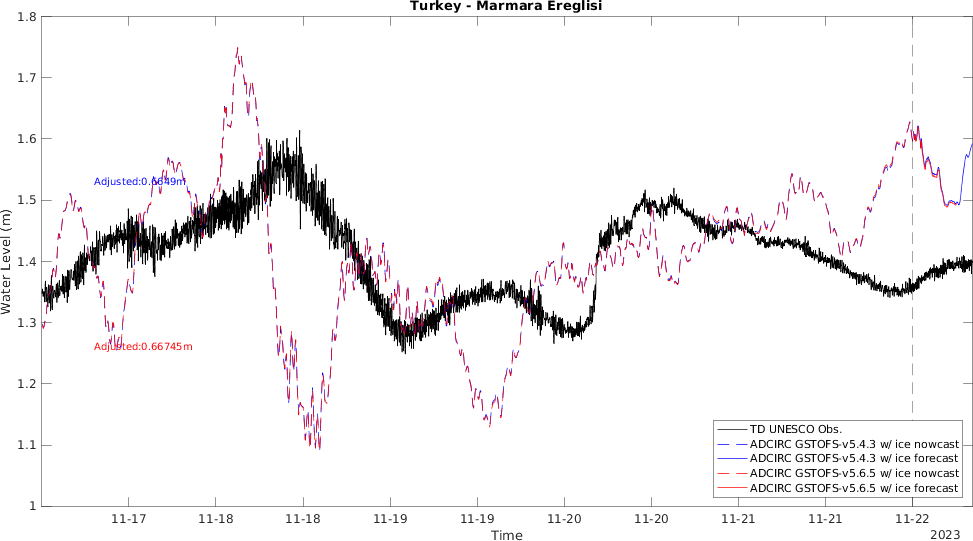 Turkey - Marmara Ereglisi
1.8
1.7
1.6
1.5
1.4
1.3
1.2
1.1
1
Water Level (m)
Adjusted:0.6649m
Adjusted:0.66745m
TD UNESCO Obs.
ADCIRC GSTOFS-v5.4.3 w/ ice nowcast
ADCIRC GSTOFS-v5.4.3 w/ ice forecast
ADCIRC GSTOFS-v5.6.5 w/ ice nowcast
ADCIRC GSTOFS-v5.6.5 w/ ice forecast
11-17 11-18 11-18 11-19 11-19 11-20 11-20 11-21 11-21 11-22
Time
2023